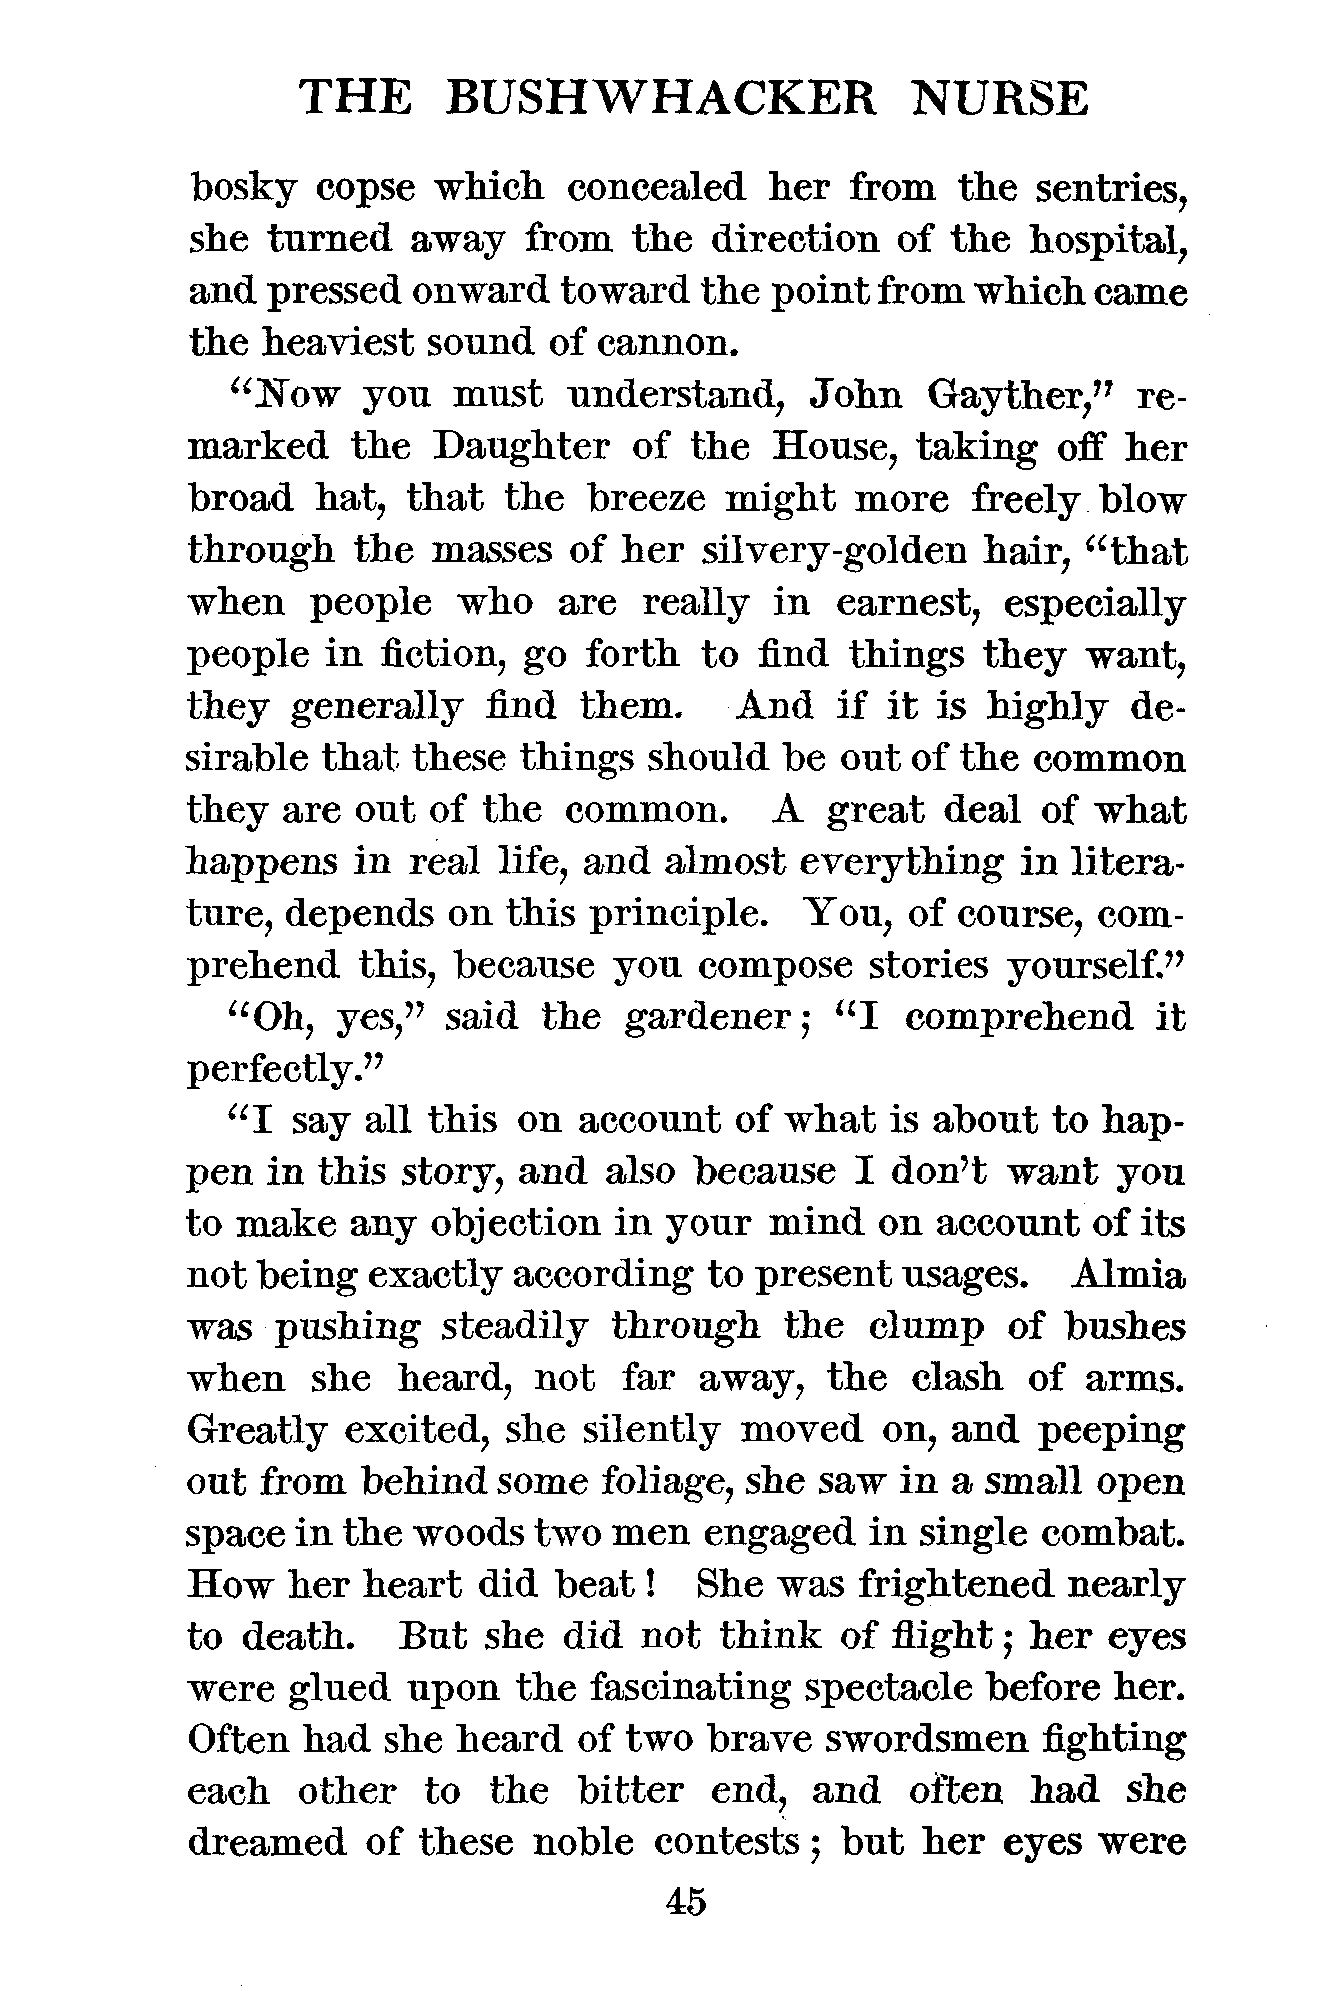 THE BUSHWHACKER NURSE
bosky copse which concealed her from the sentries,
she turned away from the direction of the hospital,
and pressed onward toward the point from which came
the heaviest sound of cannon.
“Now you must understand, John Gayther,” re-
marked the Daughter of the House, taking off her
broad hat, that the breeze might more freely blow
through the masses of her silvery-golden hair, “that
when people who are really in earnest, especially
people in fiction, go forth to find things they want,
they generally find them. And if it is highly de-
sirable that these things should be out of the common
they are out of the common. A great deal of what
happens in real life, and almost everything in litera-
ture, depends on this principle. You, of course, com-
prehend this, because you compose stories yourself.”
“Oh, yes,” said the gardener; “I comprehend it
perfectly.”
“I say all this on account of what is about to hap-
pen in this story, and also because I don’t want you
to make any objection in your mind on account of its
not being exactly according to present usages. Almia
was pushing steadily through the clump of bushes
when she heard, not far away, the clash of arms.
Greatly excited, she silently moved on, and peeping
out from behind some foliage, she saw in a small open
space in the woods two men engaged in single combat.
How her heart did beat! She was frightened nearly
to death. But she did not think of flight; her eyes
were glued upon the fascinating spectacle before her.
Often had she heard of two brave swordsmen fighting
each other to the bitter end, and often had she
dreamed of these noble contests; but her eyes were
45